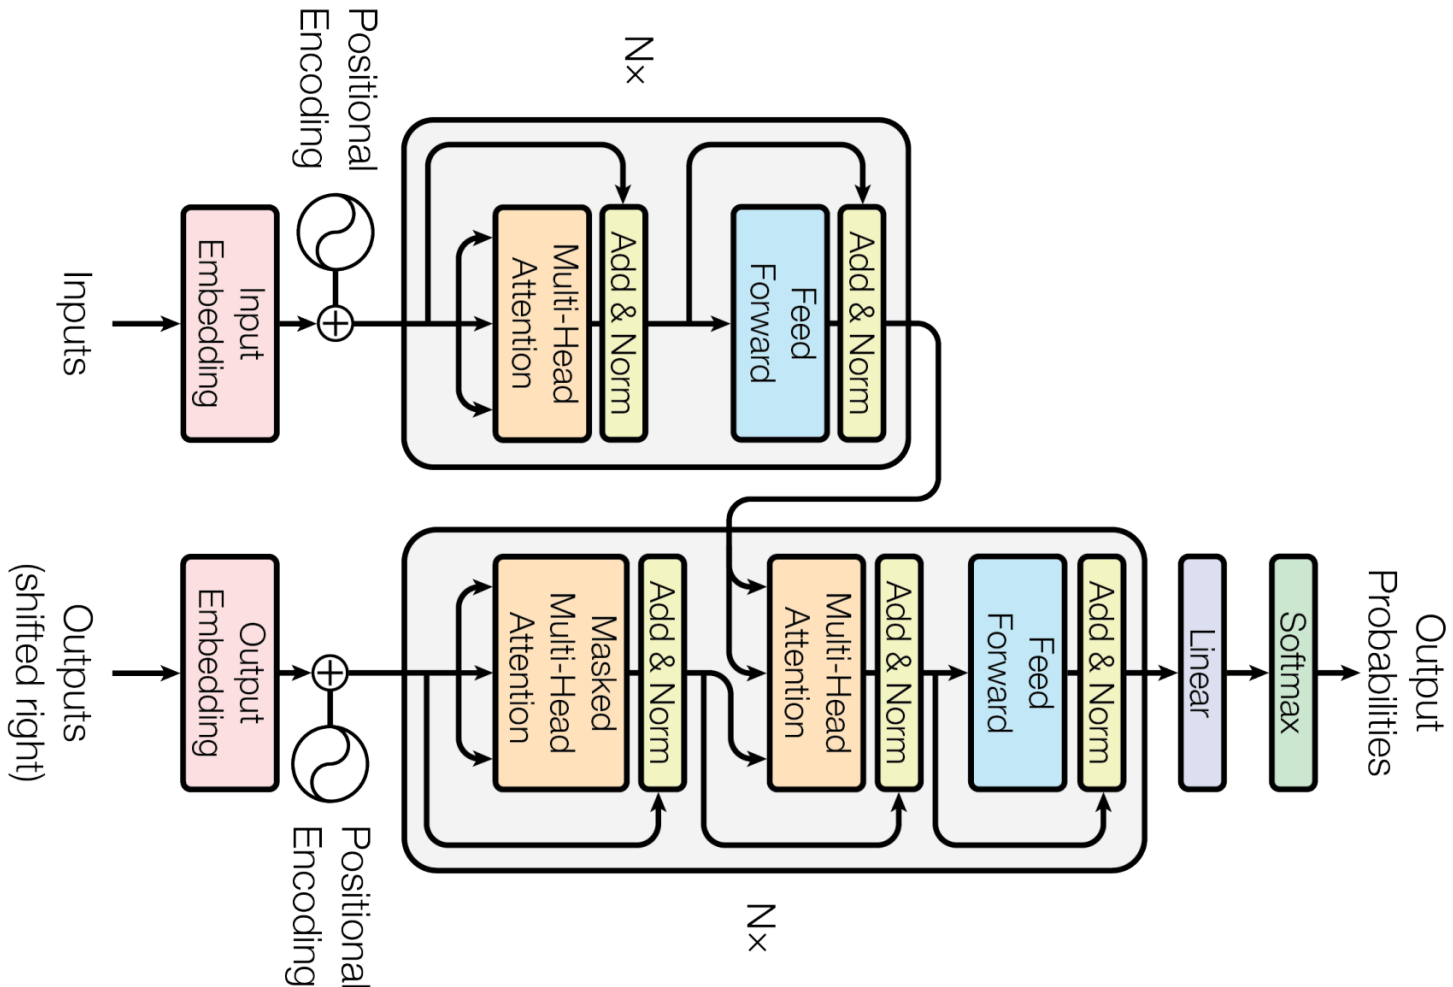 Output
Probabilities
Softmax
Linear
Add & Norm
Feed
Forward
Add & Norm
Multi-Head
Attention
Add & Norm
Masked
Multi-Head
Attention
Nx
Add & Norm
Feed
Forward
Nx
Add & Norm
Multi-Head
Attention
Positional
Encoding
Positional
Encoding
Input
Embedding
Output
Embedding
Inputs
Outputs
(shifted right)